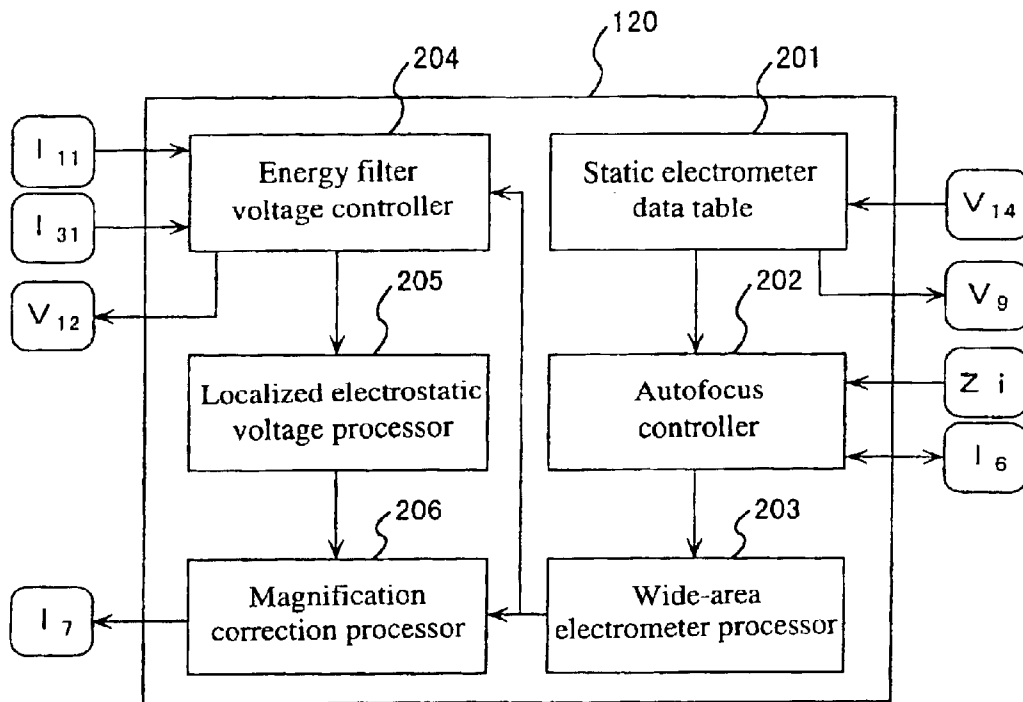 120
204
201
I 11
Energy filter
voltage controller
Static electrometer
data table
V 14
I 31
V 12
205
202
V 9
Localized electrostatic
voltage processor
Autofocus
controller
Z i
I 6
206
203
I 7
Magnification
correction processor
Wide-area
electrometer processor